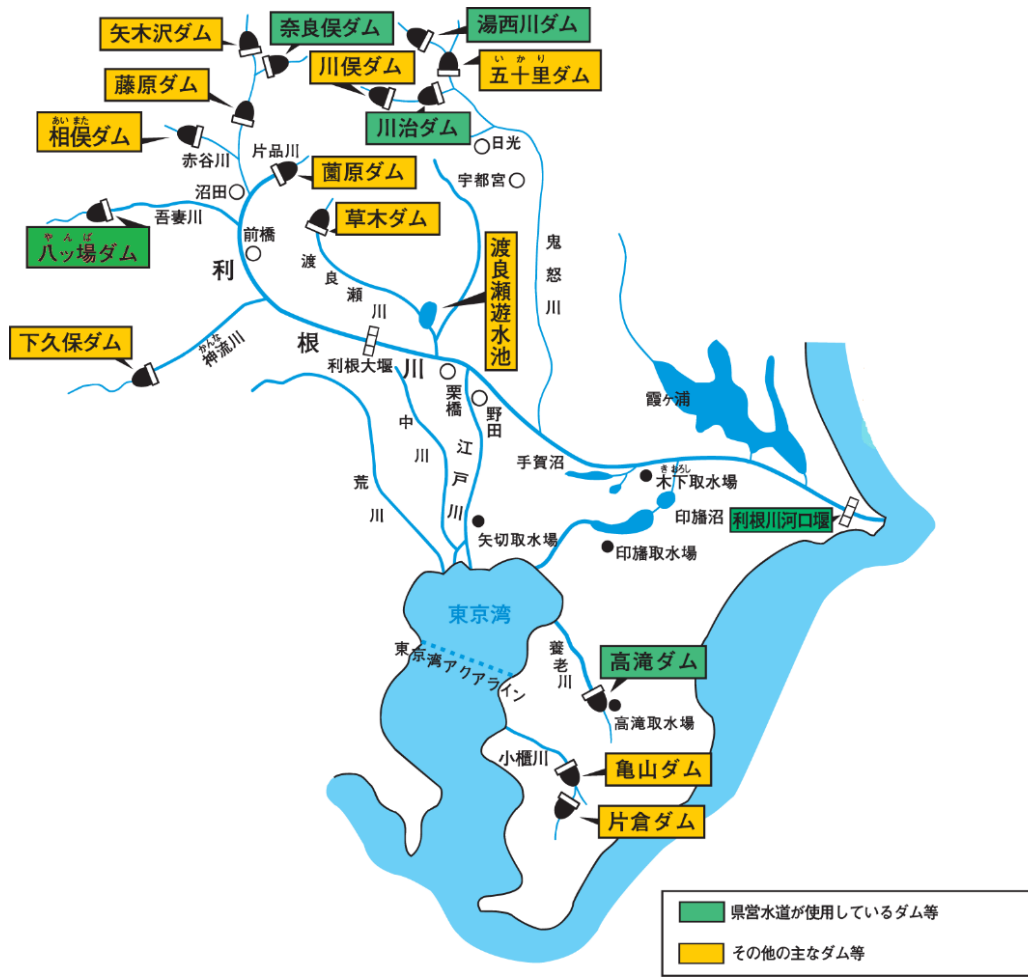 矢木沢ダム
奈良俣ダム
湯西川ダム
川俣ダム
いかり
五十里ダム
藤原ダム
川治ダム
あいまた
相俣ダム
赤谷川
片品川
日光
薗原ダム
宇都宮
沼田
吾妻川
草木ダム
やんば
八ッ場ダム
前橋
鬼怒川
渡良瀬川
渡良瀬遊水池
利根川
下久保ダム
かんな
神流川
利根大堰
栗橋
野田
中川
江戸川
荒川
霞ヶ浦
手賀沼
きおろし
木下取水場
印旛沼
利根川河口堰
矢切取水場
印旛取水場
東京湾
東京湾アクアライン
養老川
高滝ダム
高滝取水場
小櫃川
亀山ダム
片倉ダム
県営水道が使用しているダム等
その他の主なダム等